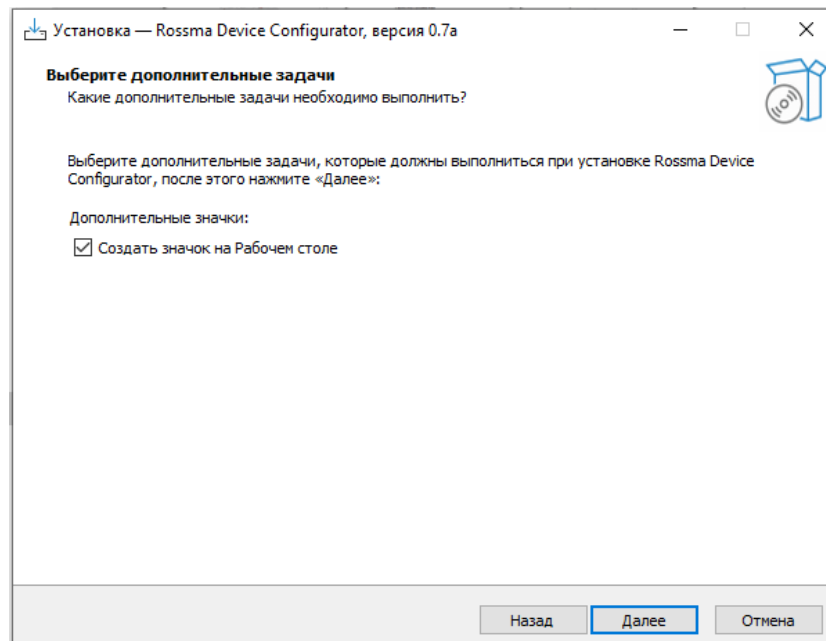 Установка — Rossma Device Configurator, версия 0.7a
Выберите дополнительные задачи
Какие дополнительные задачи необходимо выполнить?
Выберите дополнительные задачи, которые должны выполниться при установке Rossma Device
Configurator, после этого нажмите «Далее»:
Дополнительные значки:
Создать значок на Рабочем столе
Назад
Далее
Отмена